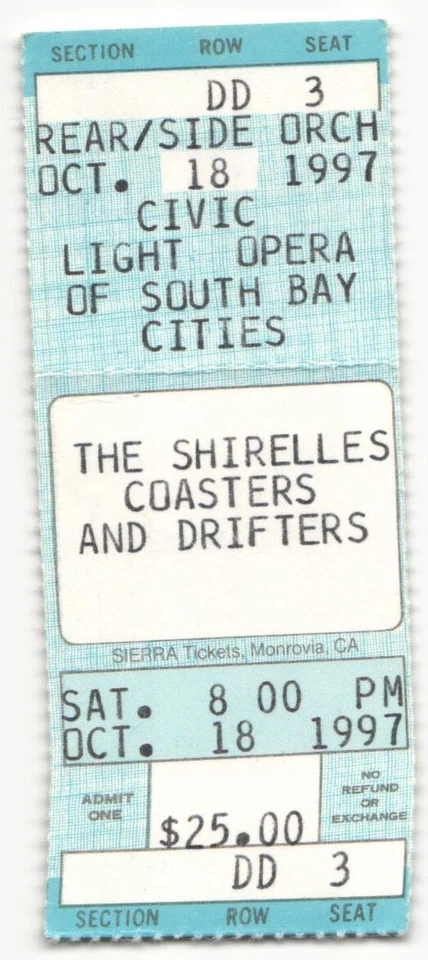 SECTION ROW SEAT
DD 3
REAR/SIDE ORCH
OCT. 18 1997
CIVIC
LIGHT OPERA
OF SOUTH BAY
CITIES
THE SHIRELLES
COASTERS
AND DRIFTERS
SIERRA Tickets, Monrovia, CA
SAT. 8 00 PM
OCT. 18 1997
ADMIT
ONE
$25.00
NO
REFUND
OR
EXCHANGE
DD 3
SECTION ROW SEAT